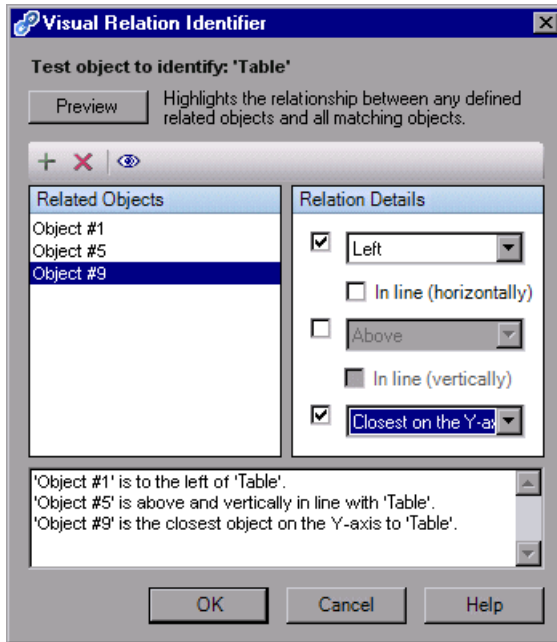 Visual Relation Identifier
Test object to identify: 'Table'
Preview
Highlights the relationship between any defined
related objects and all matching objects.
Related Objects
Object #1
Object #5
Object #9
Relation Details
Left
In line (horizontally)
Above
In line (vertically)
Closest on the Y-a
'Object #1' is to the left of 'Table'.
'Object #5' is above and vertically in line with 'Table'.
'Object #9' is the closest object on the Y-axis to 'Table'.
OK
Cancel
Help